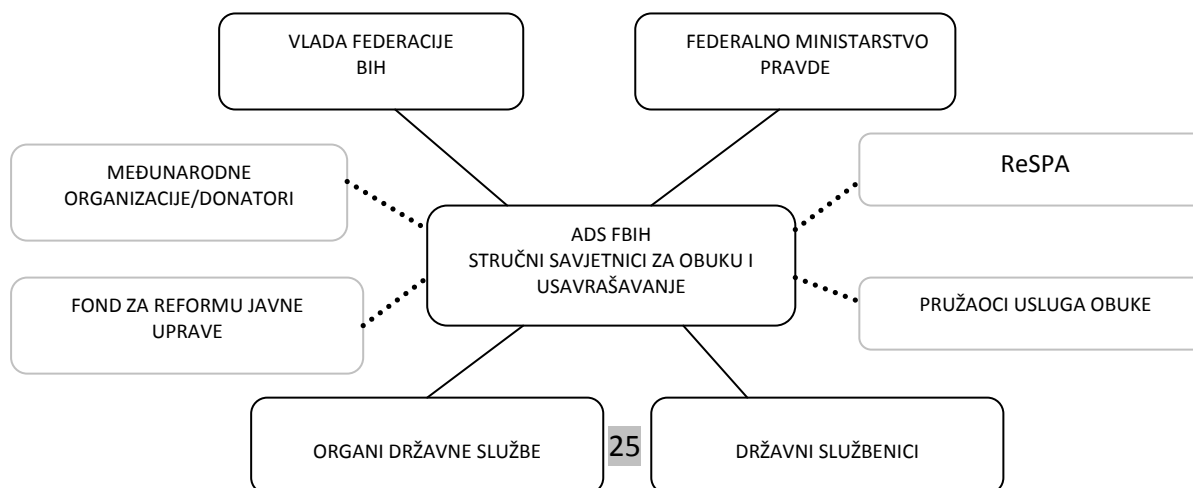 VLADA FEDERACIJE
BIH
FEDERALNO MINISTARSTVO
PRAVDE
MEĐUNARODNE
ORGANIZACIJE/DONATORI
ReSPA
ADS FBIH
STRUČNI SAVJETNICI ZA OBUKU I
USAVRAŠAVANJE
FOND ZA REFORMU JAVNE
UPRAVE
PRUŽAOCI USLUGA OBUKE
ORGANI DRŽAVNE SLUŽBE
25
DRŽAVNI SLUŽBENICI